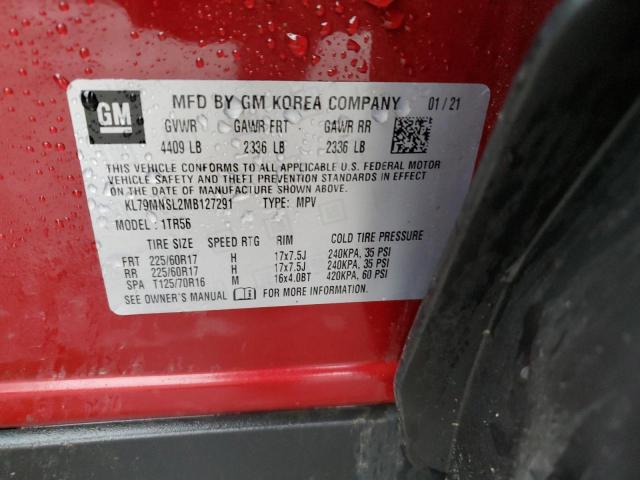 GM MFD BY GM KOREA COMPANY 01/21
GVWR GAWR FRT GAWR RR
4409 LB 2336 LB 2336 LB
THIS VEHICLE CONFORMS TO ALL APPLICABLE U.S. FEDERAL MOTOR
VEHICLE SAFETY AND THEFT PREVENTION STANDARDS IN EFFECT ON
THE DATE OF MANUFACTURE SHOWN ABOVE.
KL79MNSL2MB127291 TYPE: MPV
MODEL: 1TR56
TIRE SIZE SPEED RTG RIM COLD TIRE PRESSURE
FRT 225/60R17 H 17x7.5J 240KPA, 35 PSI
RR 225/60R17 H 17x7.5J 240KPA, 35 PSI
SPA T125/70R16 M 16x4.0BT 420KPA, 60 PSI
SEE OWNER'S MANUAL FOR MORE INFORMATION.